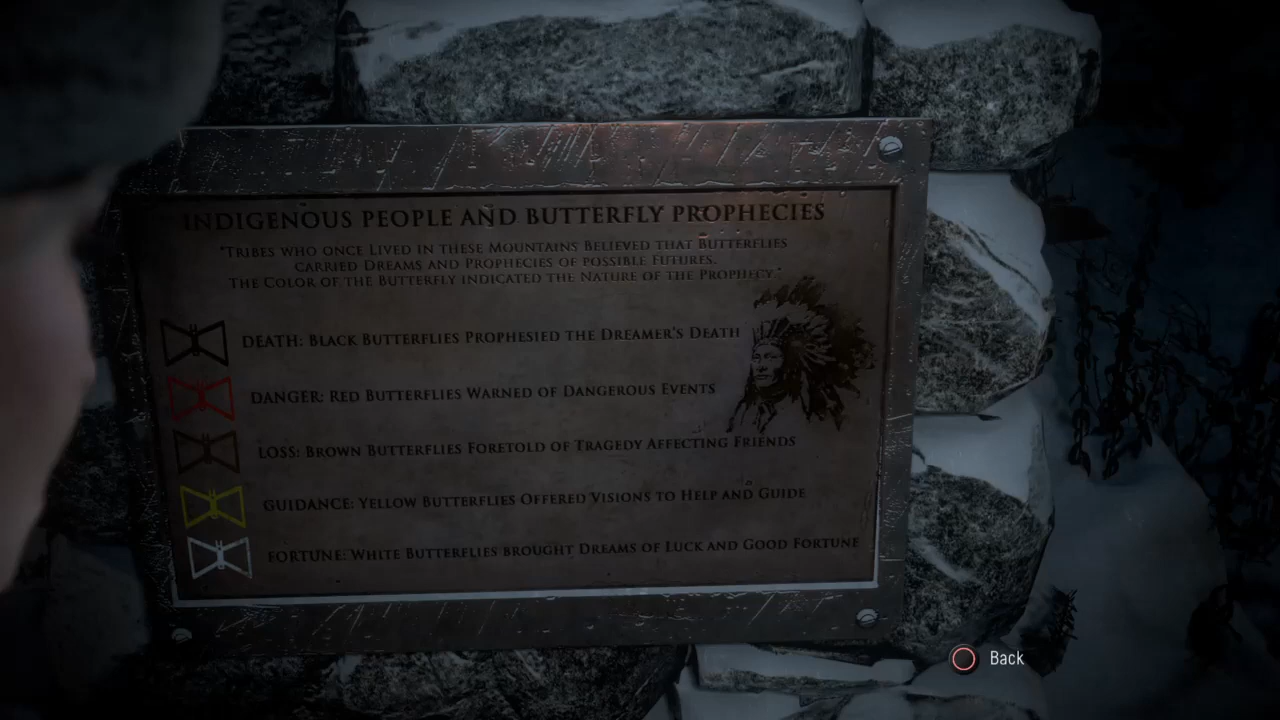 INDIGENOUS PEOPLE AND BUTTERFLY PROPHECIES
"TRIBES WHO ONCE LIVED IN THESE MOUNTAINS BELIEVED THAT BUTTERFLIES
CARRIED DREAMS AND PROPHECIES OF POSSIBLE FUTURES.
THE COLOR OF THE BUTTERFLY INDICATED THE NATURE OF THE PROPHECY."
DEATH: BLACK BUTTERFLIES PROPHESIED THE DREAMER'S DEATH
DANGER: RED BUTTERFLIES WARNED OF DANGEROUS EVENTS
LOSS: BROWN BUTTERFLIES FORETOLD OF TRAGEDY AFFECTING FRIENDS
GUIDANCE: YELLOW BUTTERFLIES OFFERED VISIONS TO HELP AND GUIDE
FORTUNE: WHITE BUTTERFLIES BROUGHT DREAMS OF LUCK AND GOOD FORTUNE
Back